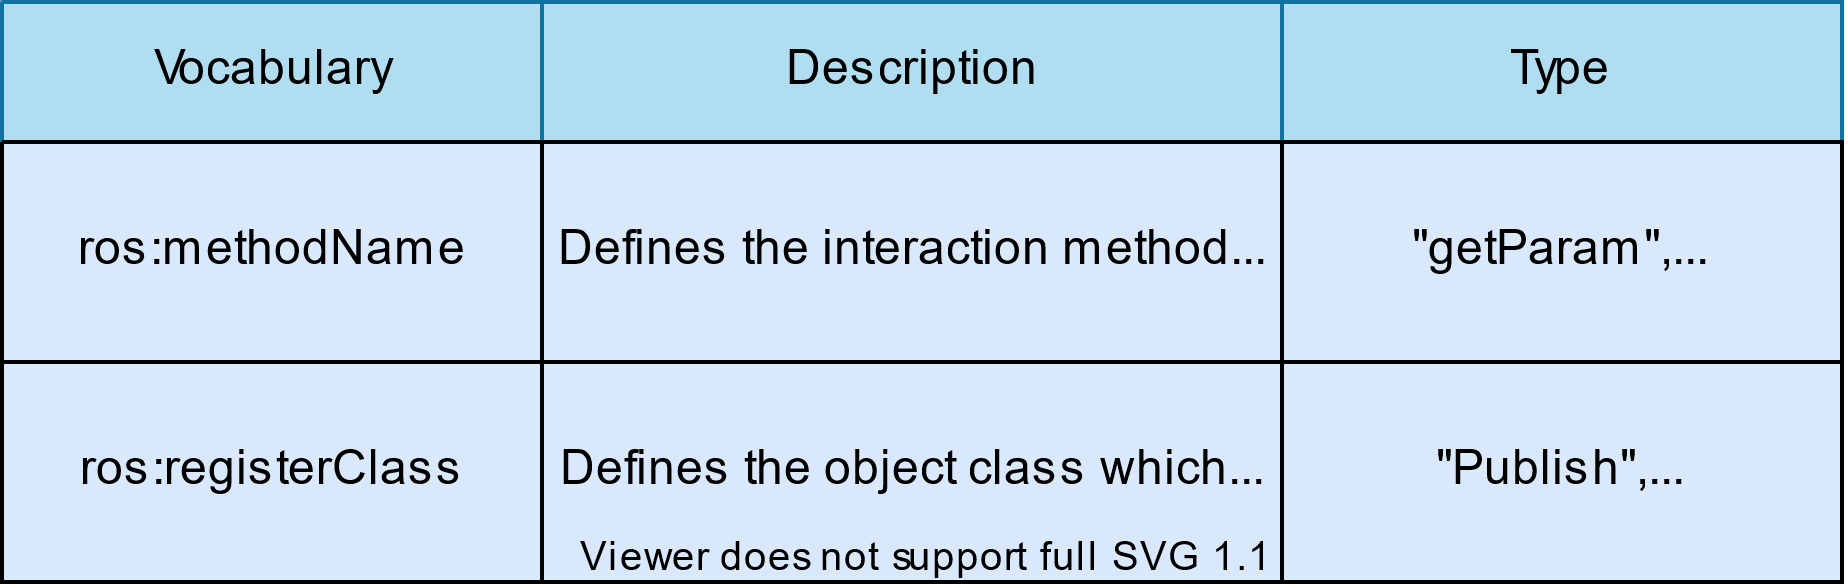 Vocabulary Description Type
ros:methodName Defines the interaction method... "getParam",...
ros:registerClass Defines the object class which... "Publish",...
Viewer does not support full SVG 1.1